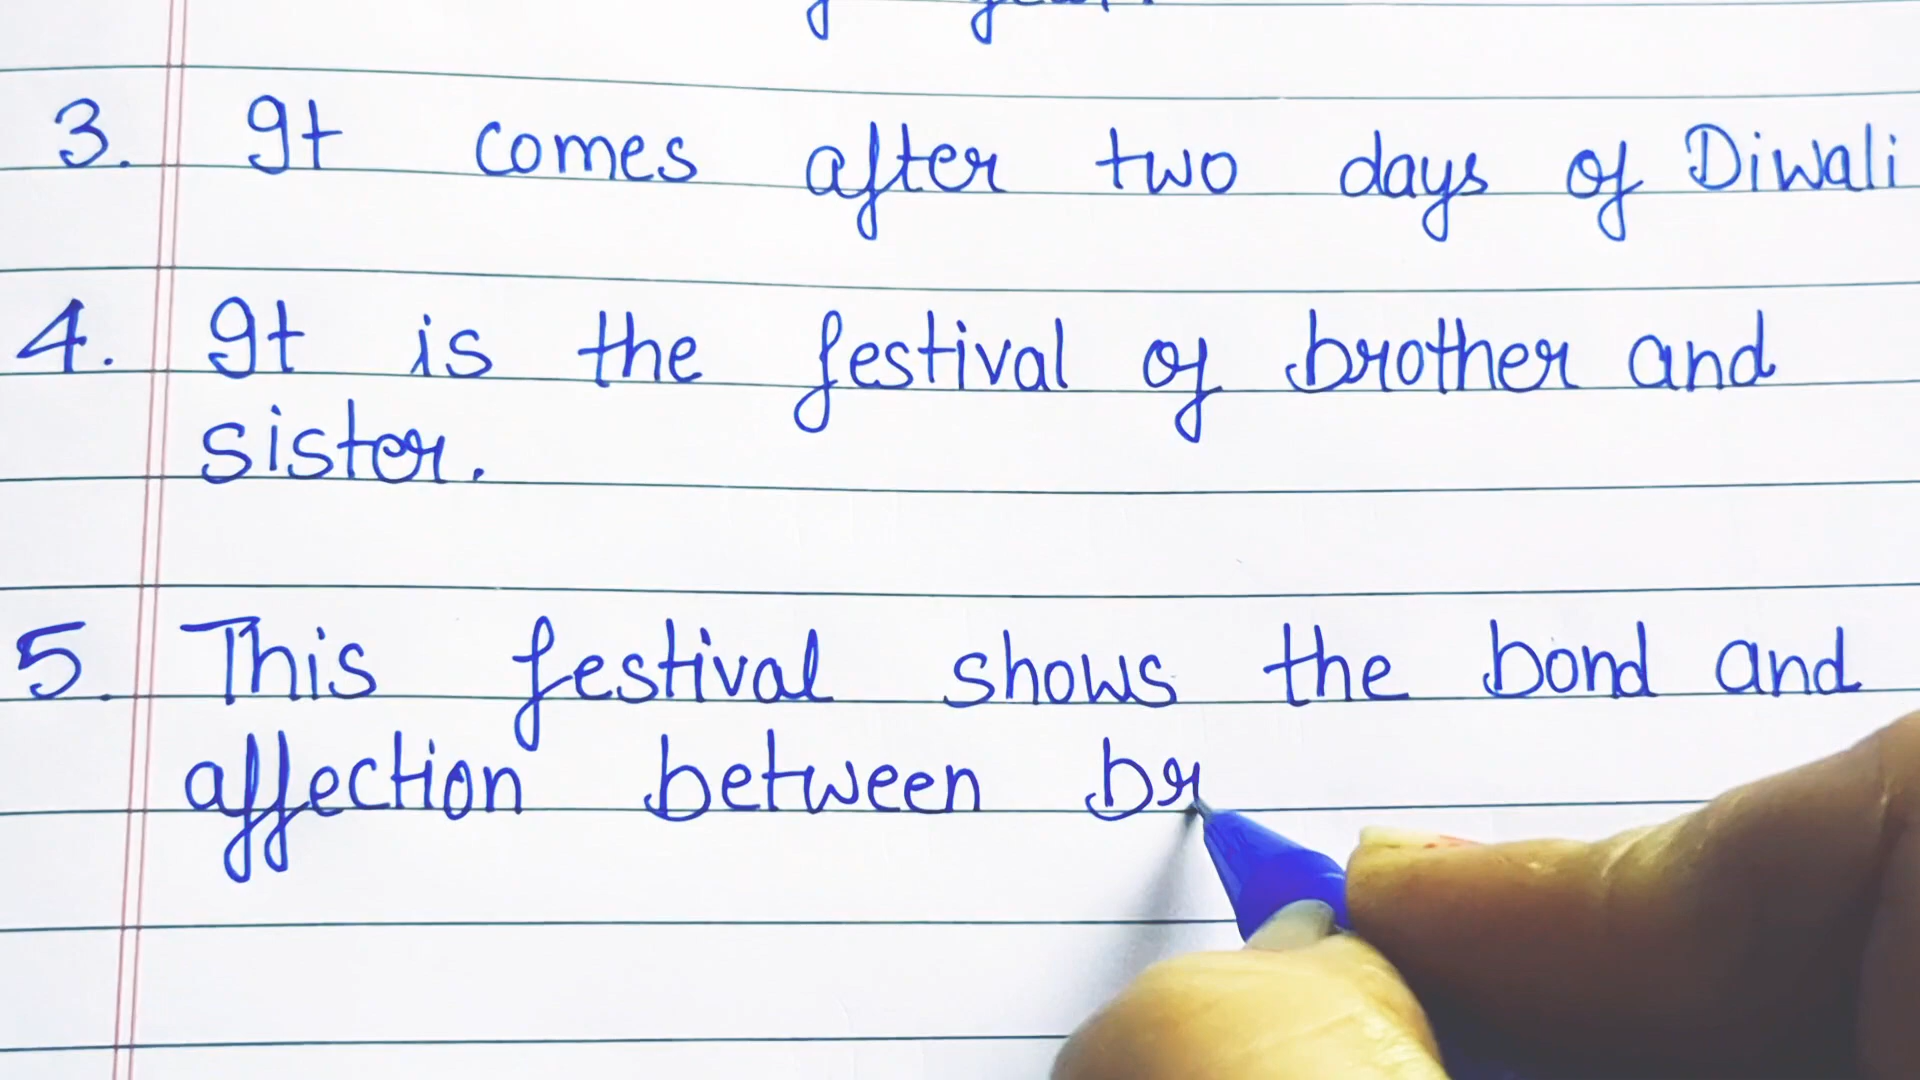 3. It comes after two days of Diwali
4. It is the festival of brother and
sister.
5. This festival shows the bond and
affection between br